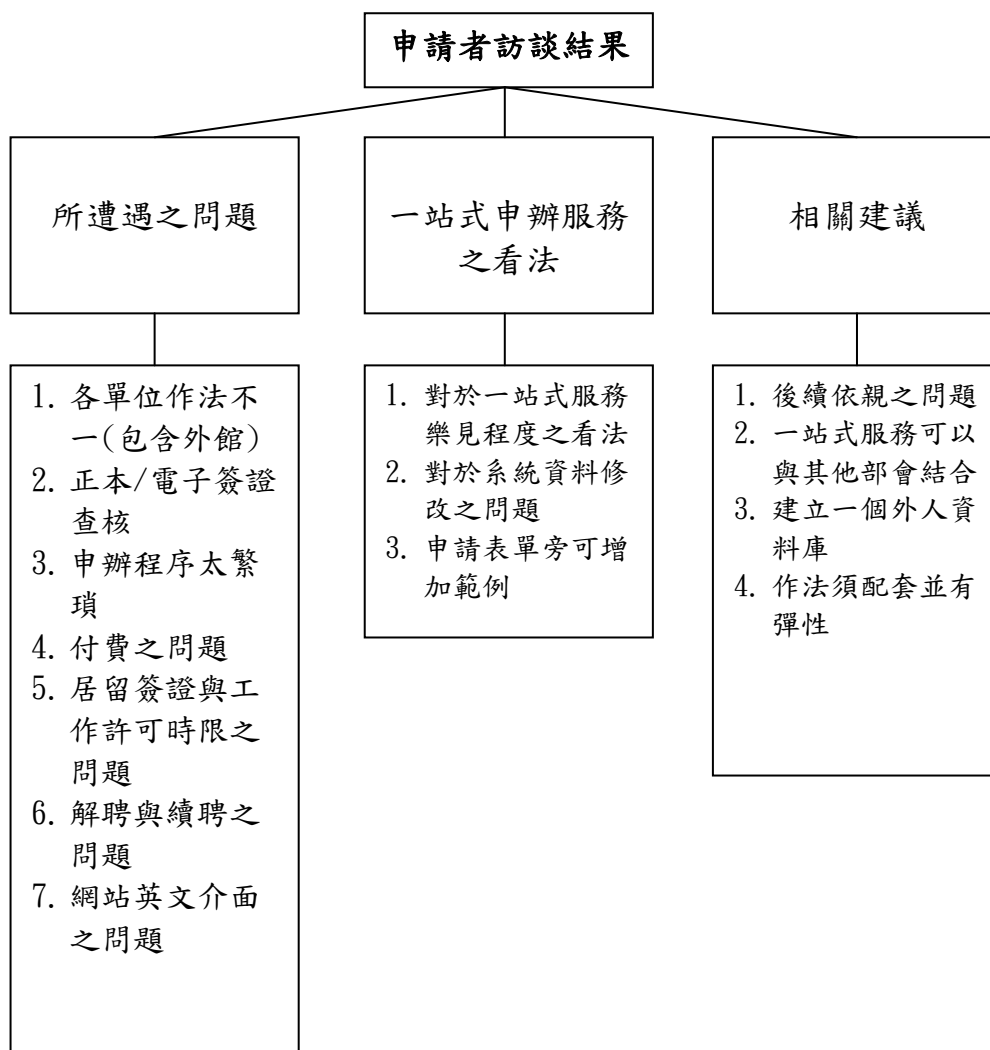 申請者訪談結果
所遭遇之問題
一站式申辦服務
之看法
相關建議
1. 各單位作法不
一(包含外館)
2. 正本/電子簽證
查核
3. 申辦程序太繁
瑣
4. 付費之問題
5. 居留簽證與工
作許可時限之
問題
6. 解聘與續聘之
問題
7. 網站英文介面
之問題
1. 對於一站式服務
樂見程度之看法
2. 對於系統資料修
改之問題
3. 申請表單旁可增
加範例
1. 後續依親之問題
2. 一站式服務可以
與其他部會結合
3. 建立一個外人資
料庫
4. 作法須配套並有
彈性